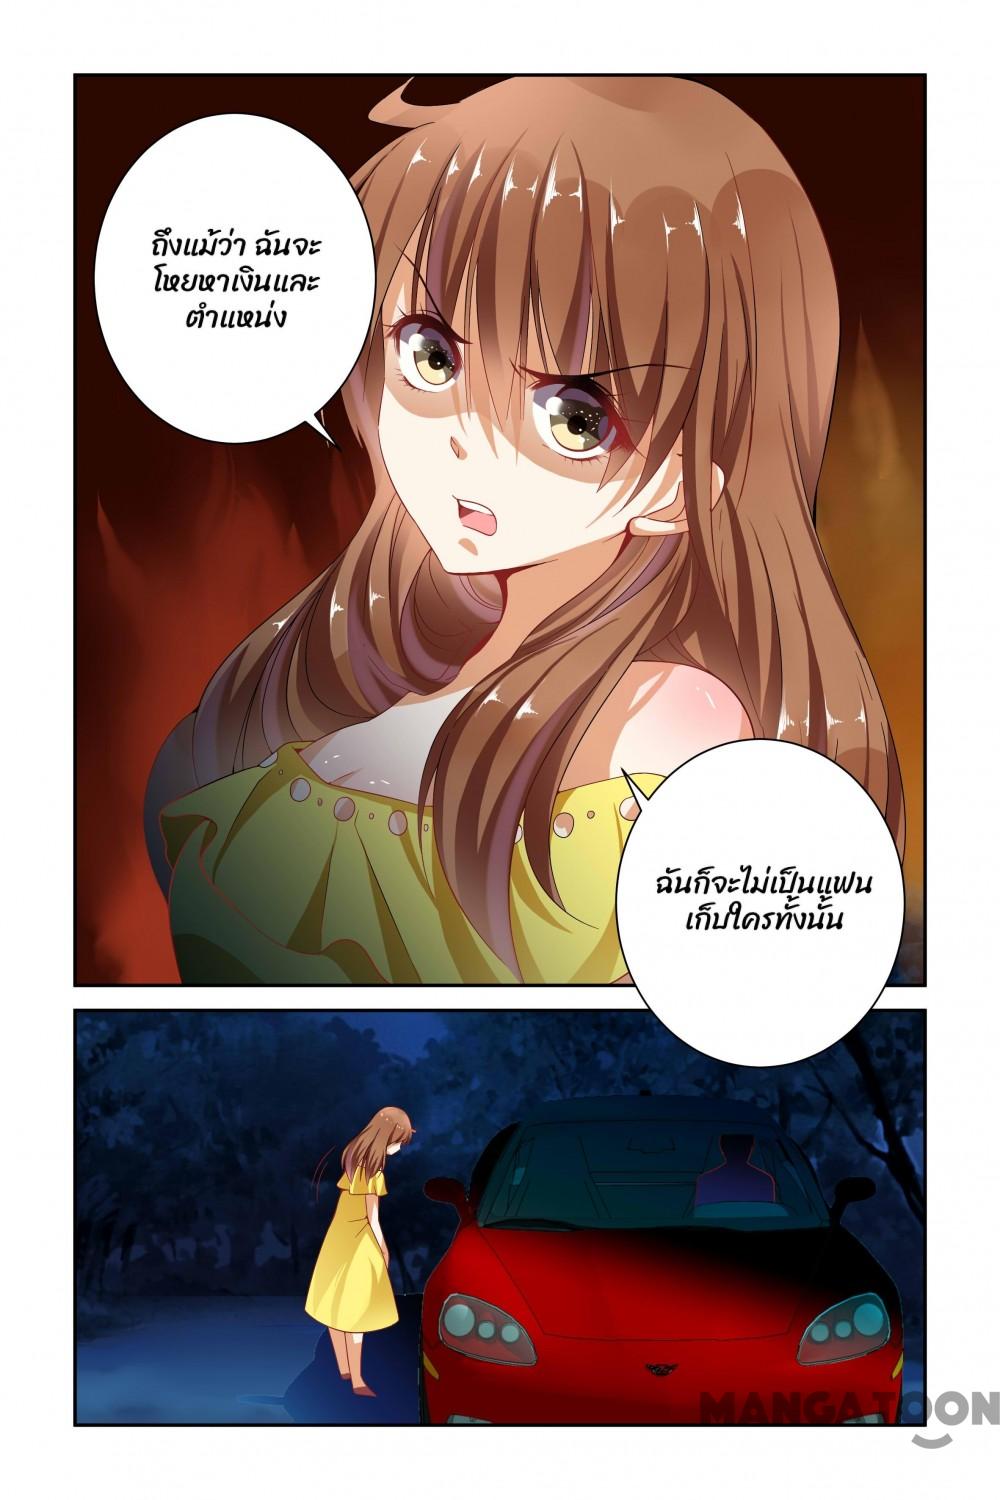 ถึงแม้ว่า ฉันจะ
โหยหาเงินและ
ตำแหน่ง
ฉันก็จะไม่เป็นแฟน
เก็บใครทั้งนั้น
MANGATOON